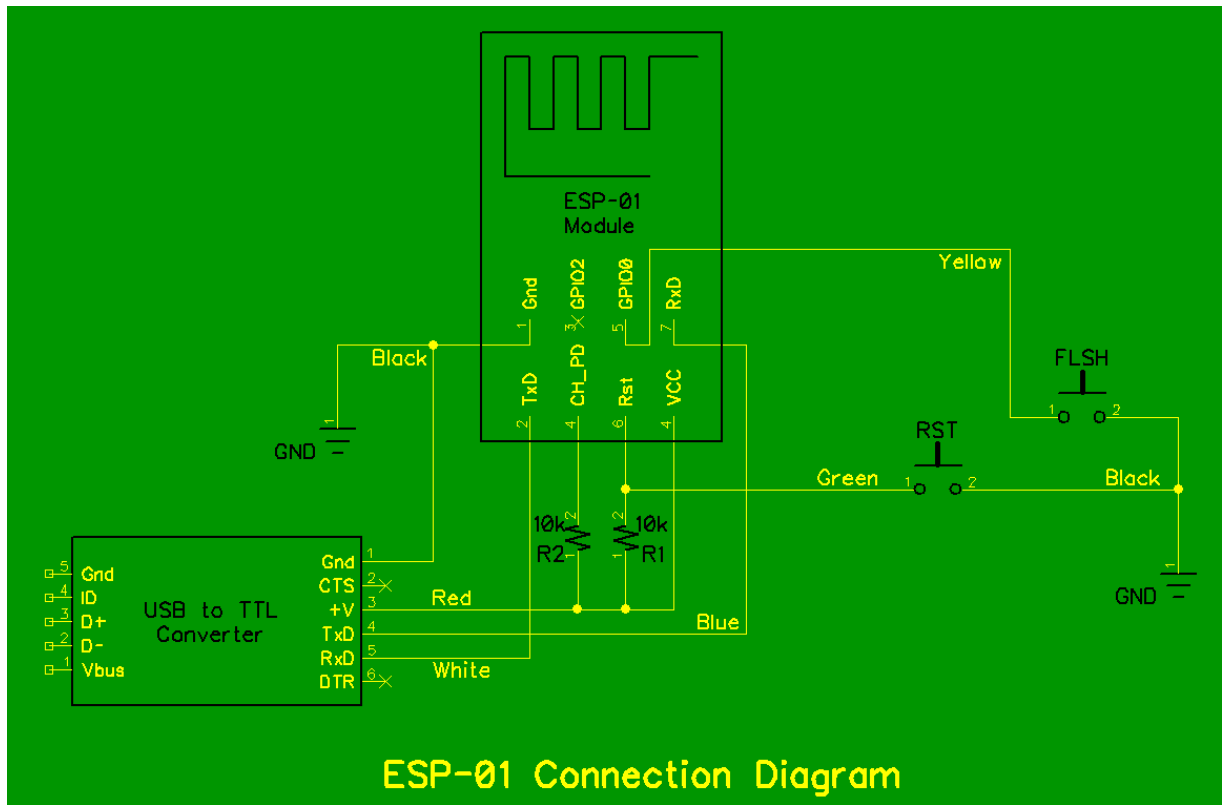 ESP-01
Module
Gnd
GPIO2
GPIO0
RxD
1
3
5
7
TxD
CH_PD
Rst
VCC
2
4
6
4
Yellow
Black
1
GND
FLSH
1
2
RST
Green
1
2
Black
1
GND
2
10k
R2
1
2
10k
R1
1
USB to TTL
Converter
5
Gnd
4
ID
3
D+
2
D-
1
Vbus
Gnd
1
CTS
2
+V
3
TxD
4
RxD
5
DTR
6
Red
Blue
White
ESP-01 Connection Diagram